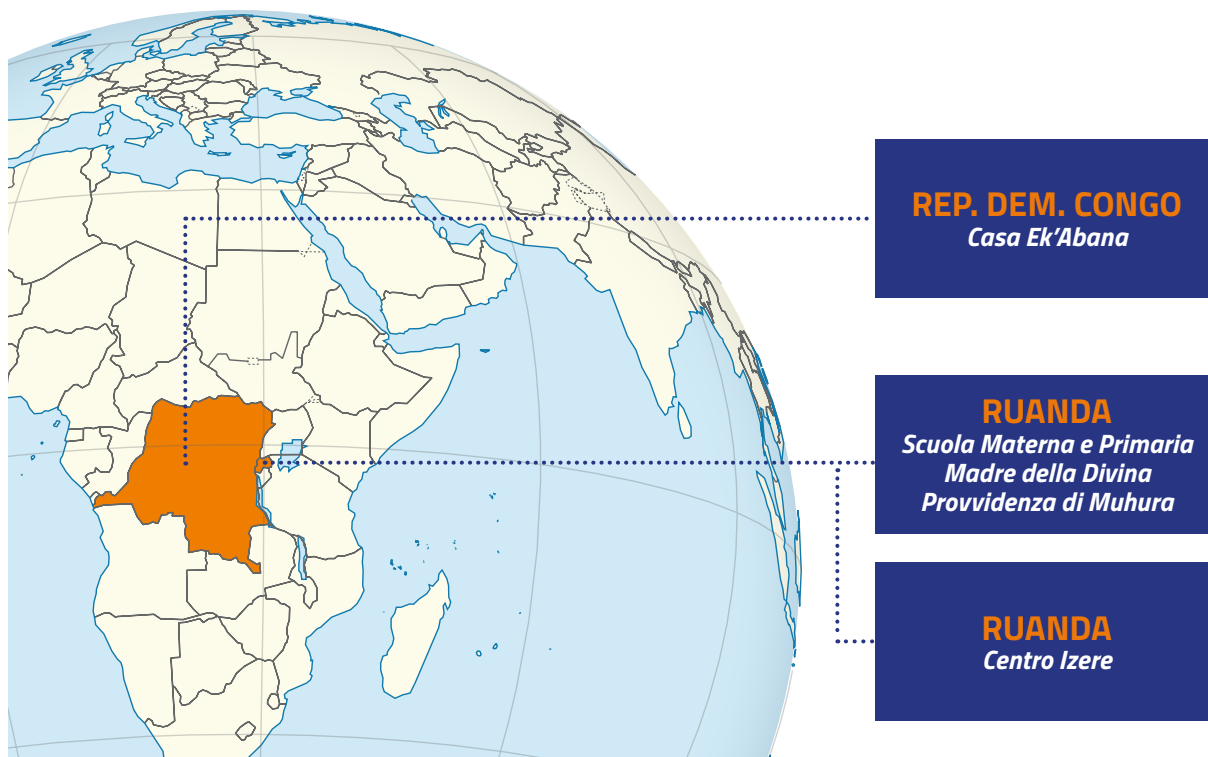 REP. DEM. CONGO
Casa Ek’Abana
RUANDA
Scuola Materna e Primaria
Madre della Divina
Provvidenza di Muhura
RUANDA
Centro Izere